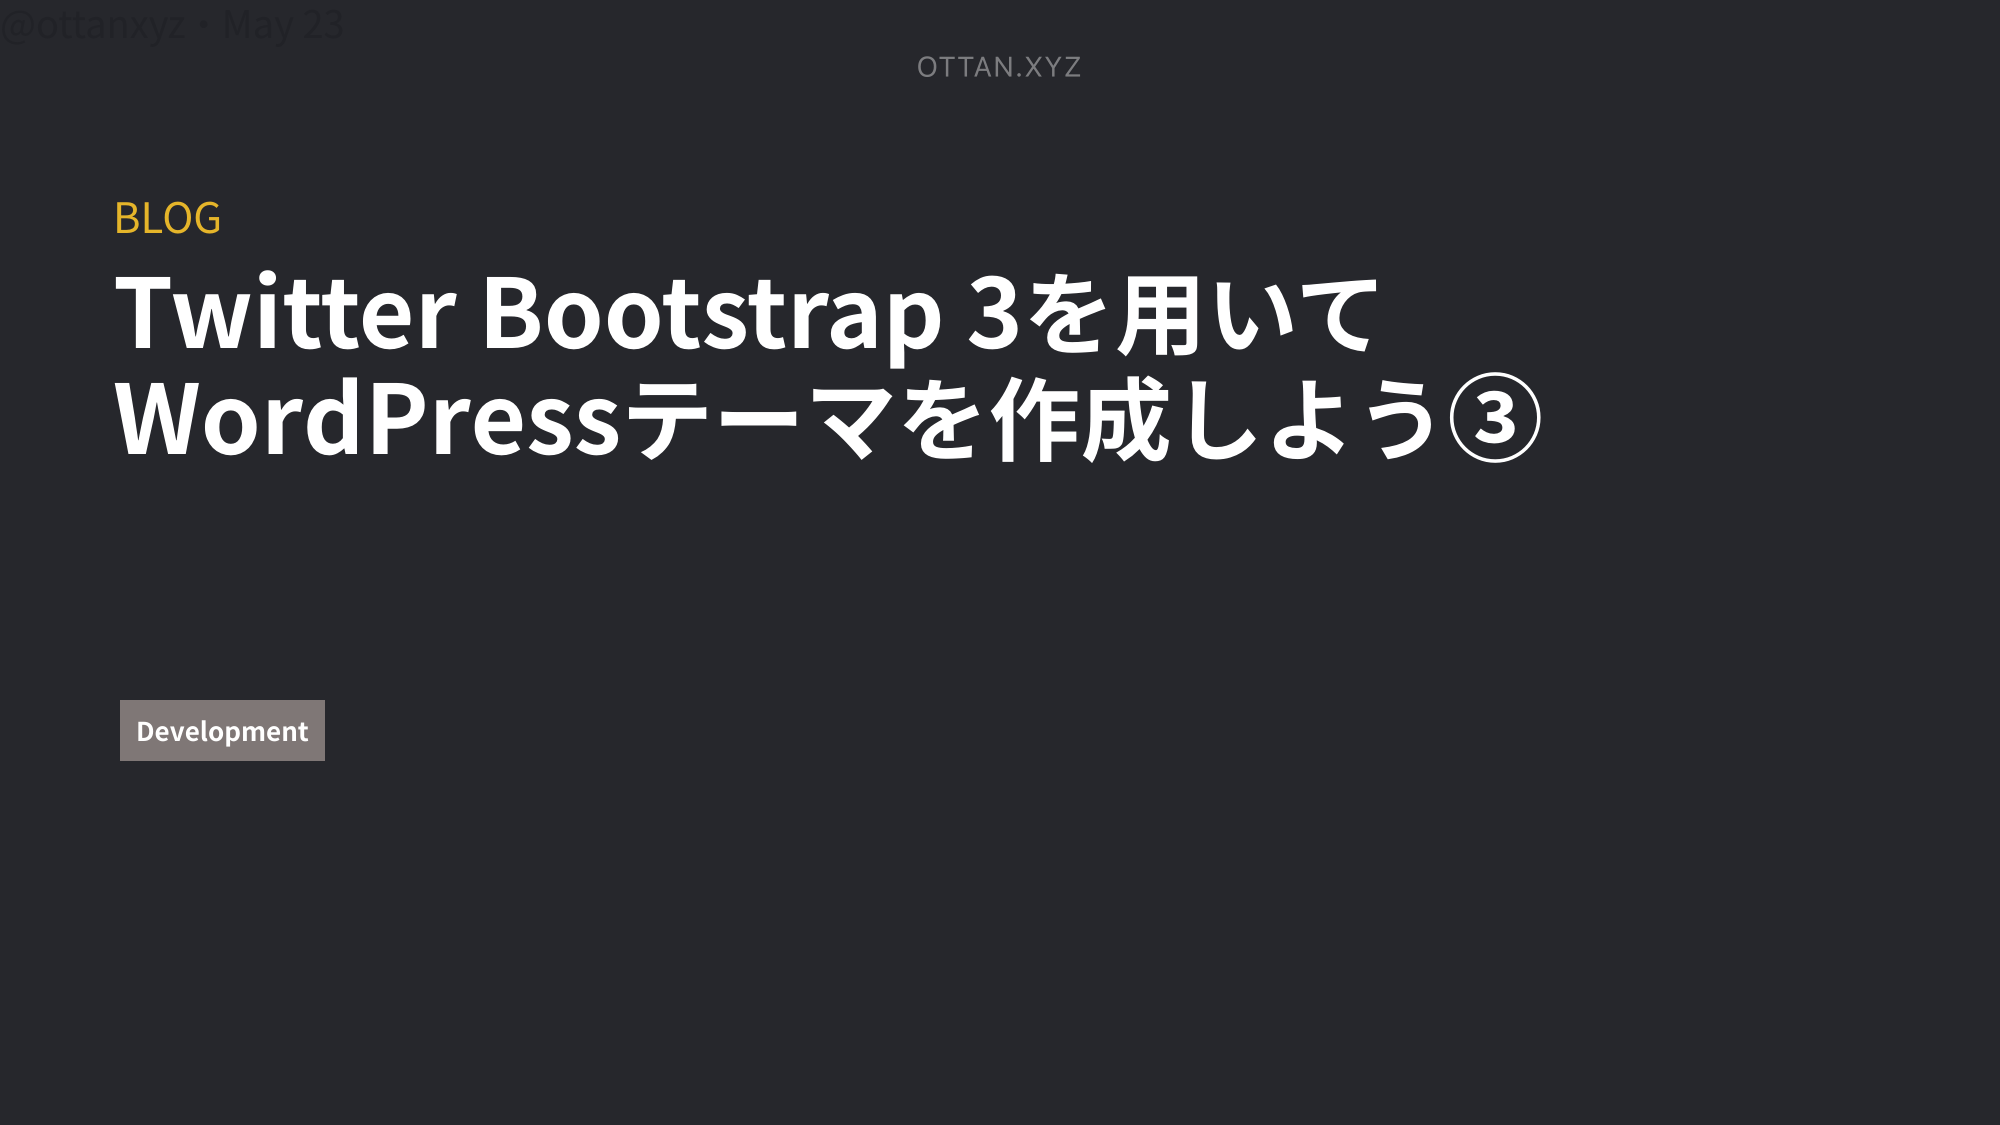 @ottanxyz・May 23
OTTAN.XYZ
BLOG
Twitter Bootstrap 3を用いて
WordPressテーマを作成しよう③
Development